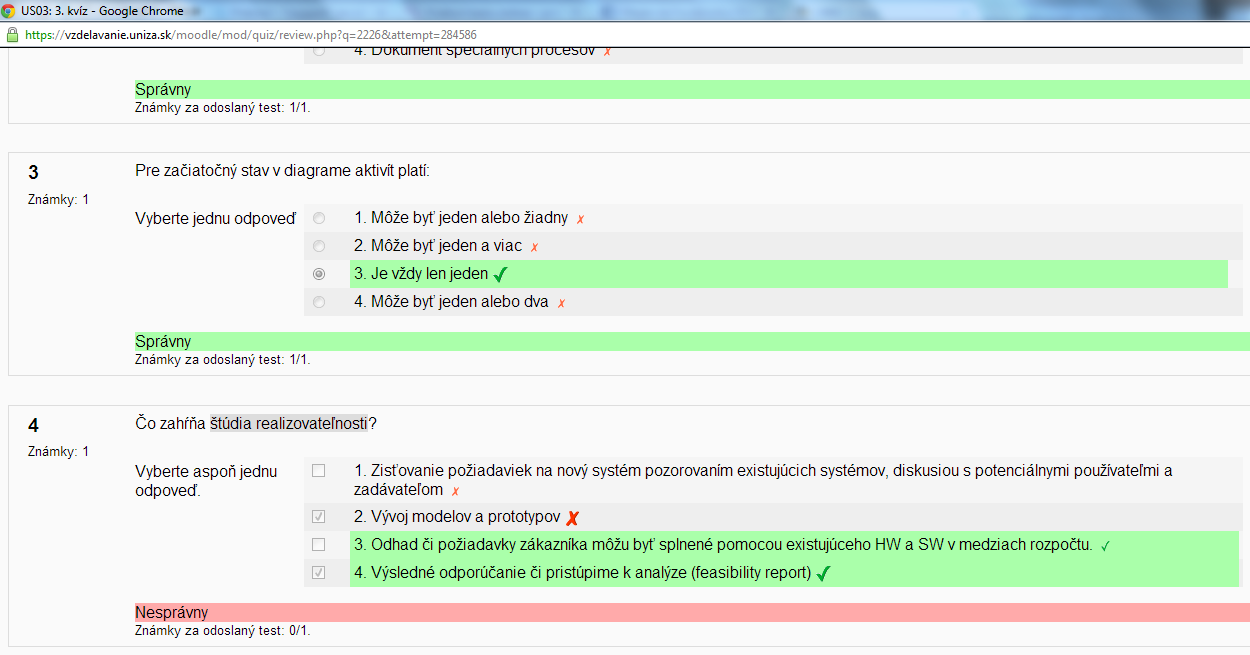 US03: 3. kvíz - Google Chrome
https://vzdelavanie.uniza.sk/moodle/mod/quiz/review.php?q=2226&attempt=284586
4. Dokument špeciálnych procesov ✗
Správny
Známky za odoslaný test: 1/1.
3
Známky: 1
Pre začiatočný stav v diagrame aktivít platí:
Vyberte jednu odpoveď
1. Môže byť jeden alebo žiadny ✗
2. Môže byť jeden a viac ✗
3. Je vždy len jeden ✓
4. Môže byť jeden alebo dva ✗
Správny
Známky za odoslaný test: 1/1.
4
Známky: 1
Čo zahŕňa štúdia realizovateľnosti?
Vyberte aspoň jednu
odpoveď.
1. Zisťovanie požiadaviek na nový systém pozorovaním existujúcich systémov, diskusiou s potenciálnymi používateľmi a
zadávateľom ✗
2. Vývoj modelov a prototypov ✗
3. Odhad či požiadavky zákazníka môžu byť splnené pomocou existujúceho HW a SW v medziach rozpočtu. ✓
4. Výsledné odporúčanie či pristúpime k analýze (feasibility report) ✓
Nesprávny
Známky za odoslaný test: 0/1.